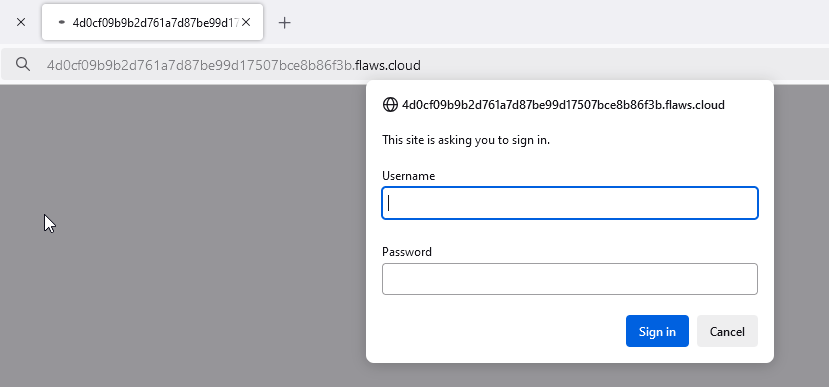 4d0cf09b9b2d761a7d87be99d17
4d0cf09b9b2d761a7d87be99d17507bce8b86f3b.flaws.cloud
4d0cf09b9b2d761a7d87be99d17507bce8b86f3b.flaws.cloud
This site is asking you to sign in.
Username
Password
Sign in
Cancel